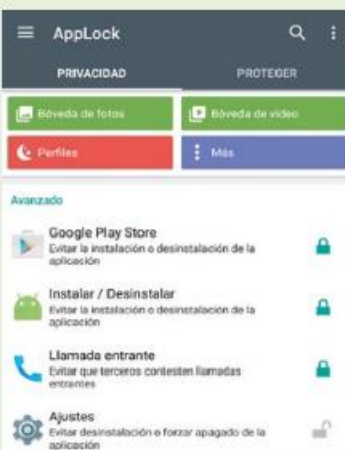 AppLock
PRIVACIDAD PROTEGER
Bóveda de fotos Bóveda de video
Perfiles Más
Avanzado
Google Play Store
Evitar la instalación o desinstalación de la
aplicación
Instalar / Desinstalar
Evitar la instalación o desinstalación de la
aplicación
Llamada entrante
Evitar que terceros contesten llamadas
entrantes
Ajustes
Evitar desinstalación o forzar apagado de la
aplicación